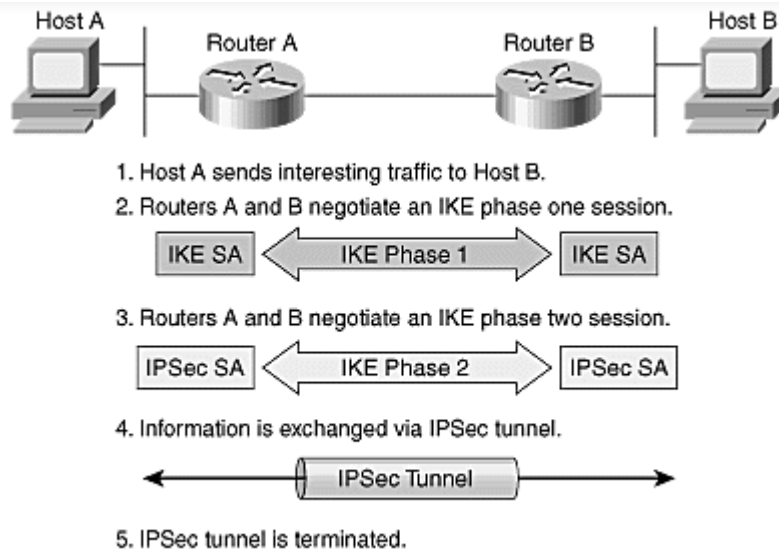 Host A
Router A
Router B
Host B
1. Host A sends interesting traffic to Host B.
2. Routers A and B negotiate an IKE phase one session.
IKE SA
IKE Phase 1
IKE SA
3. Routers A and B negotiate an IKE phase two session.
IPSec SA
IKE Phase 2
IPSec SA
4. Information is exchanged via IPSec tunnel.
IPSec Tunnel
5. IPSec tunnel is terminated.